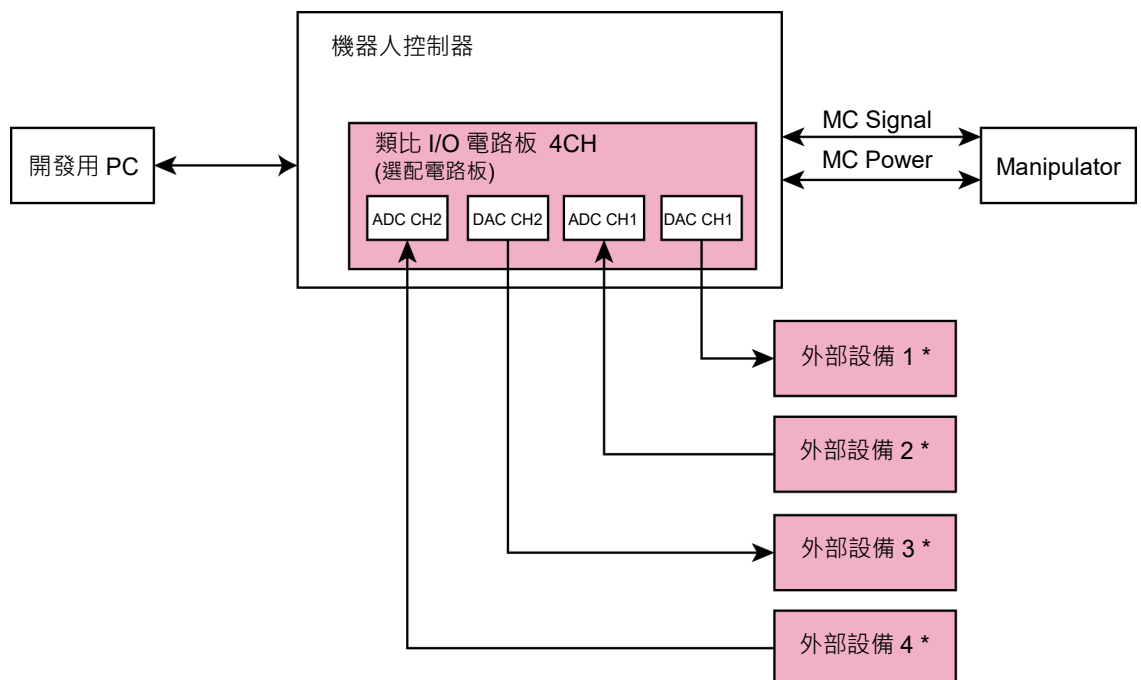 機器人控制器
類比 I/O 電路板 4CH
(選配電路板)
ADC CH2
DAC CH2
ADC CH1
DAC CH1
開發用 PC
MC Signal
MC Power
Manipulator
外部設備 1 *
外部設備 2 *
外部設備 3 *
外部設備 4 *